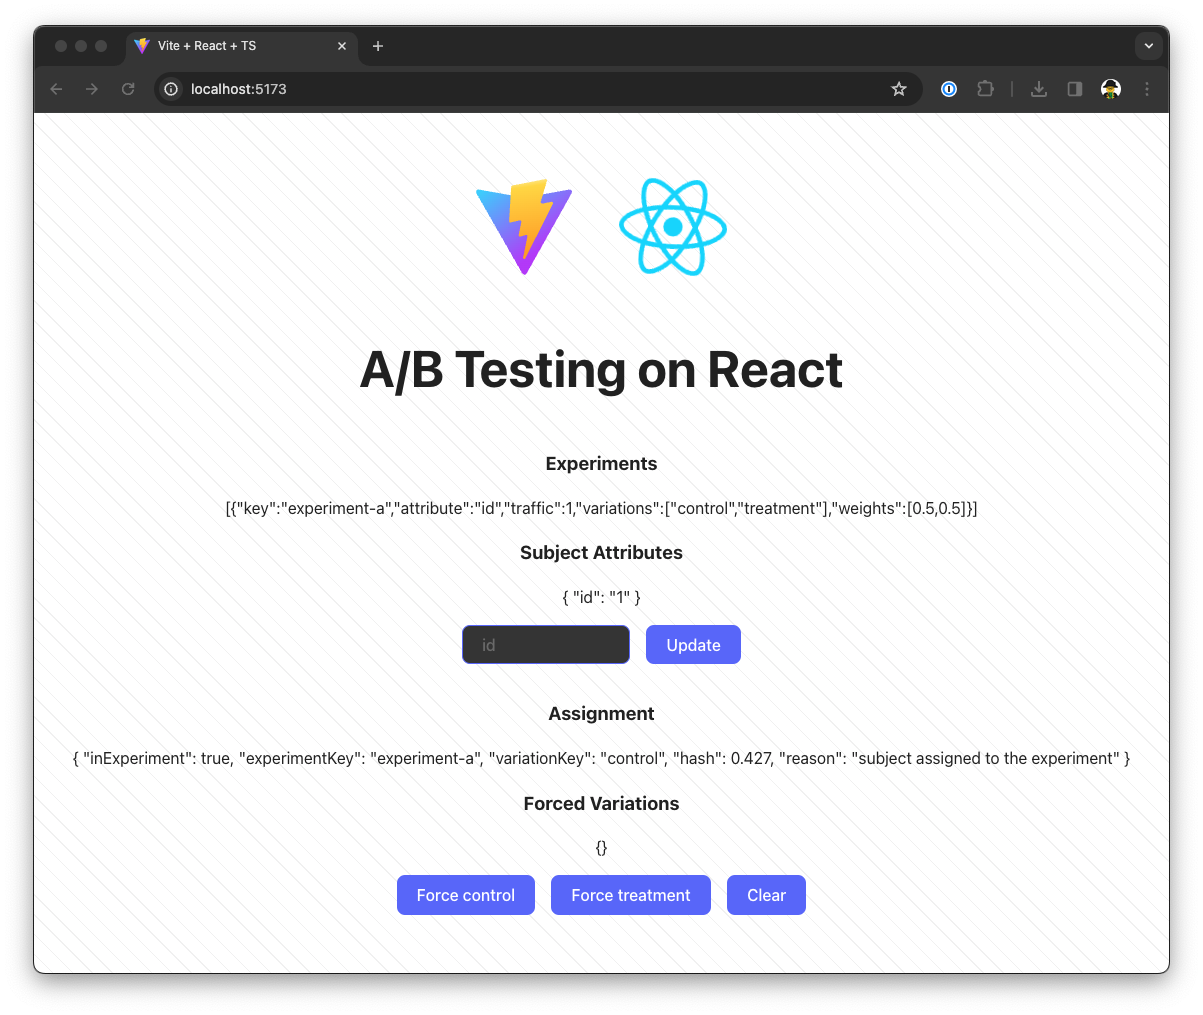 Vite + React + TS
localhost:5173
A/B Testing on React
Experiments
[{"key":"experiment-a","attribute":"id","traffic":1,"variations":["control","treatment"],"weights":[0.5,0.5]}]
Subject Attributes
{ "id": "1" }
id Update
Assignment
{ "inExperiment": true, "experimentKey": "experiment-a", "variationKey": "control", "hash": 0.427, "reason": "subject assigned to the experiment" }
Forced Variations
{}
Force control Force treatment Clear